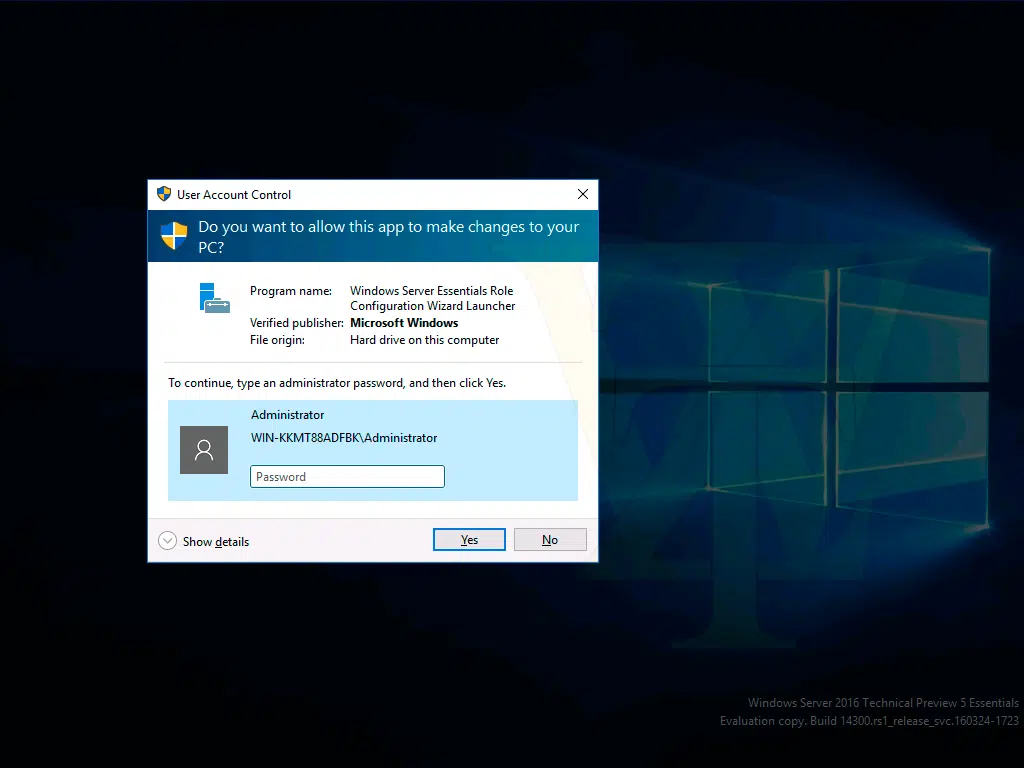 User Account Control
Do you want to allow this app to make changes to your
PC?
Program name: Windows Server Essentials Role
Configuration Wizard Launcher
Verified publisher: Microsoft Windows
File origin: Hard drive on this computer
To continue, type an administrator password, and then click Yes.
Administrator
WIN-KKMT88ADFBK\Administrator
Password
Show details
Yes
No
Windows Server 2016 Technical Preview 5 Essentials
Evaluation copy. Build 14300.rs1_release_svc.160324-1723